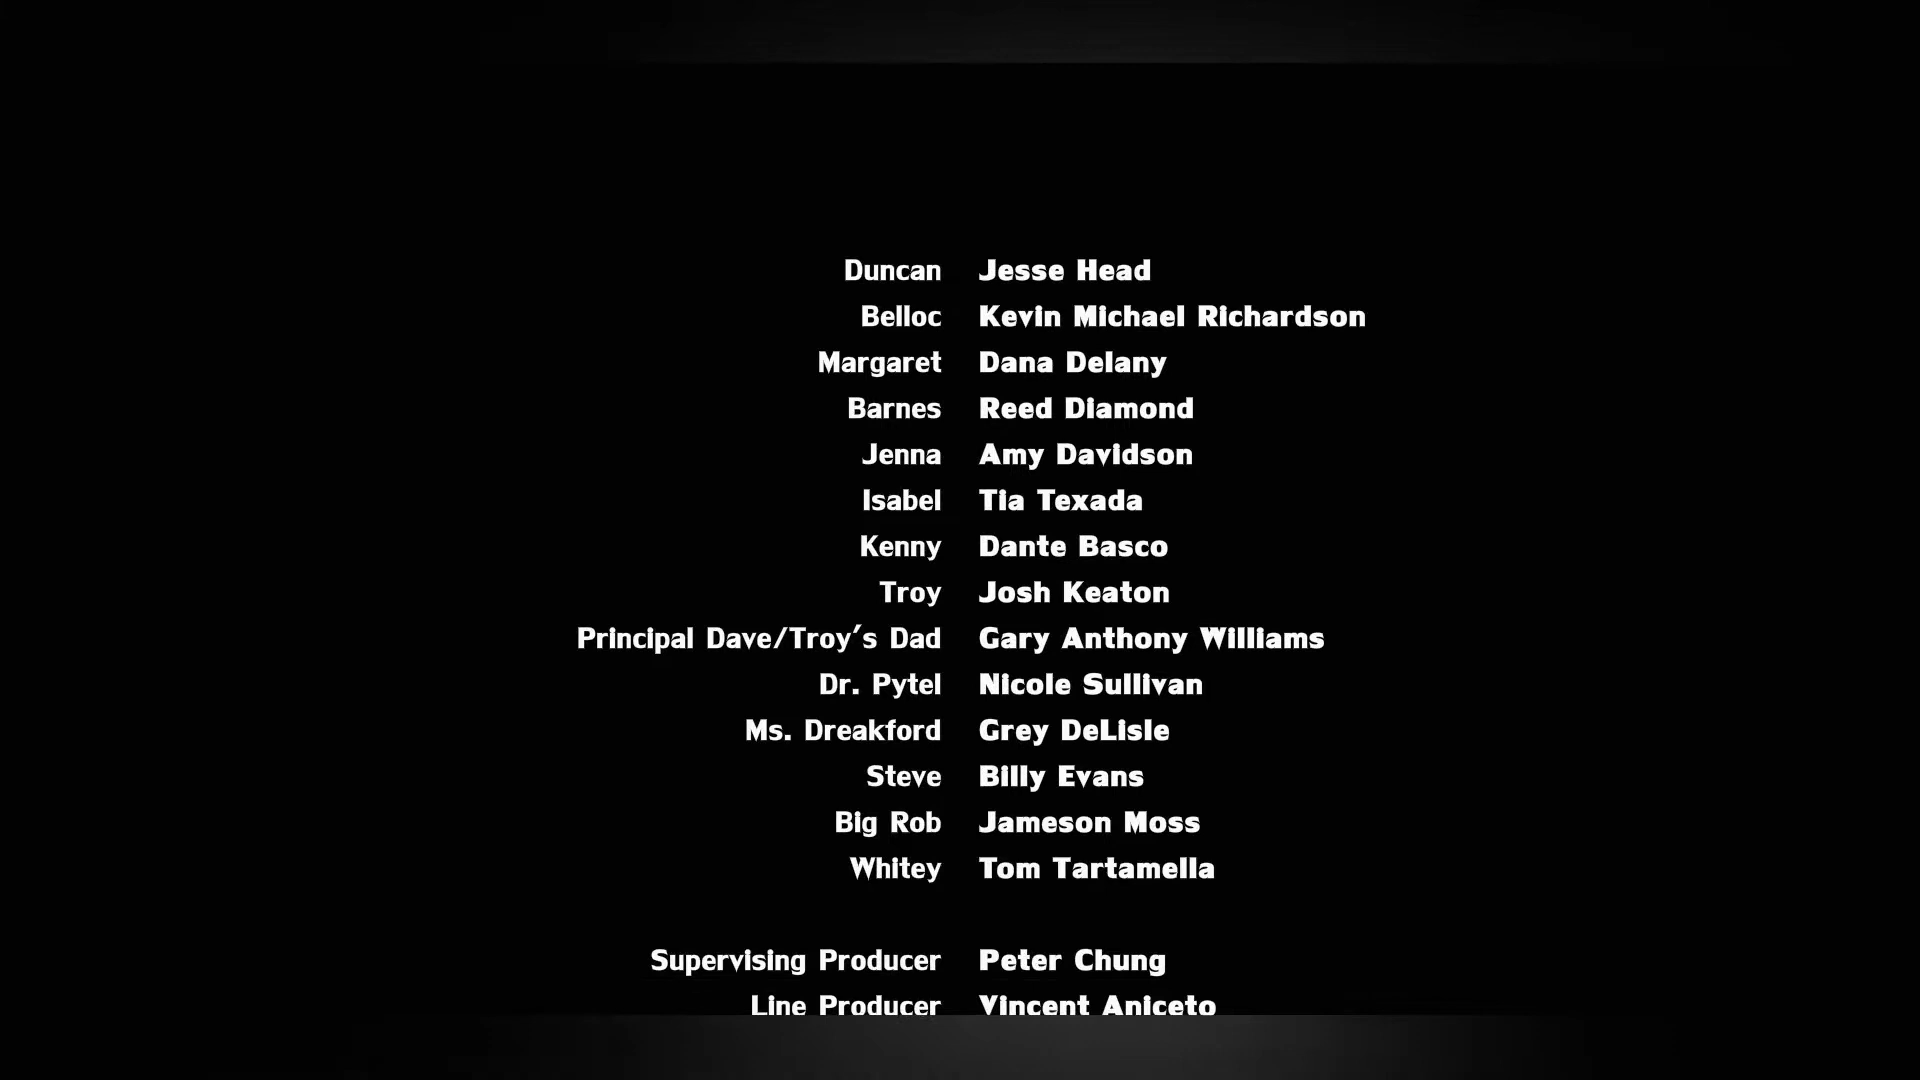 Duncan Jesse Head
Belloc Kevin Michael Richardson
Margaret Dana Delany
Barnes Reed Diamond
Jenna Amy Davidson
Isabel Tia Texada
Kenny Dante Basco
Troy Josh Keaton
Principal Dave/Troy's Dad Gary Anthony Williams
Dr. Pytel Nicole Sullivan
Ms. Dreakford Grey DeLisle
Steve Billy Evans
Big Rob Jameson Moss
Whitey Tom Tartamella
Supervising Producer Peter Chung
Line Producer Vincent Aniceto